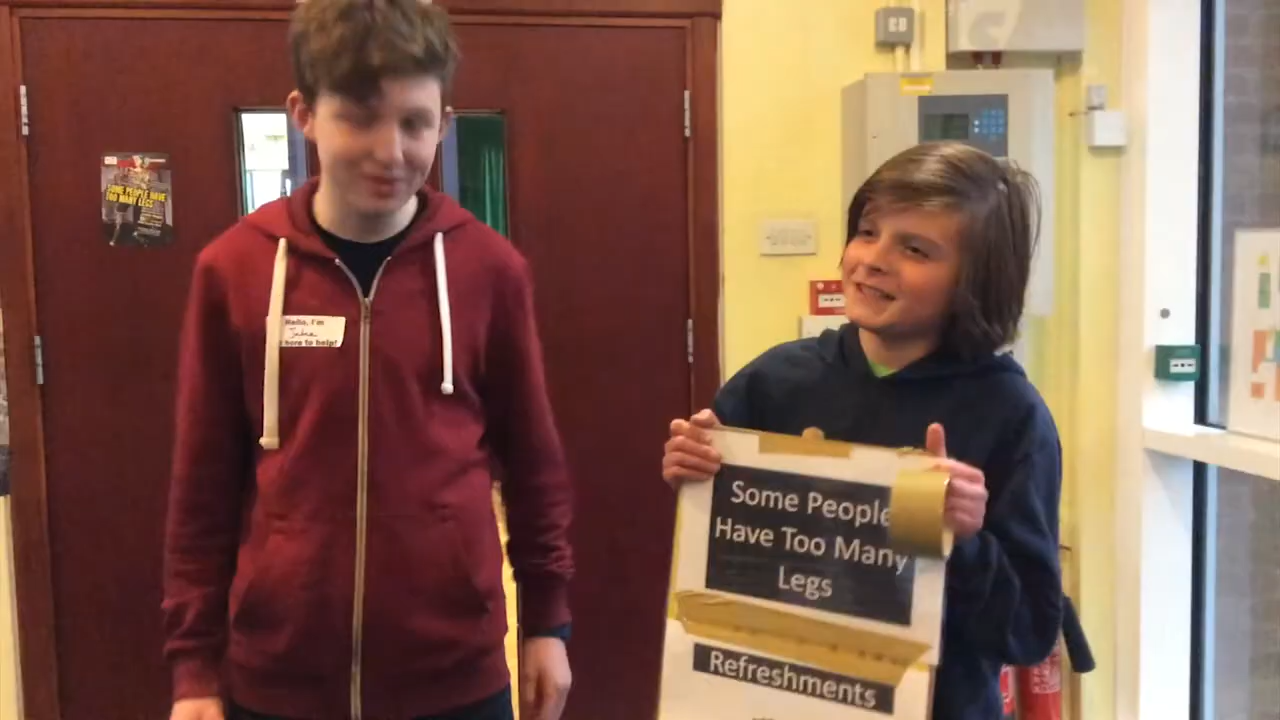 SOME PEOPLE HAVE
TOO MANY LEGS
Hello, I'm
here to help!
Some People
Have Too Many
Legs
Refreshments